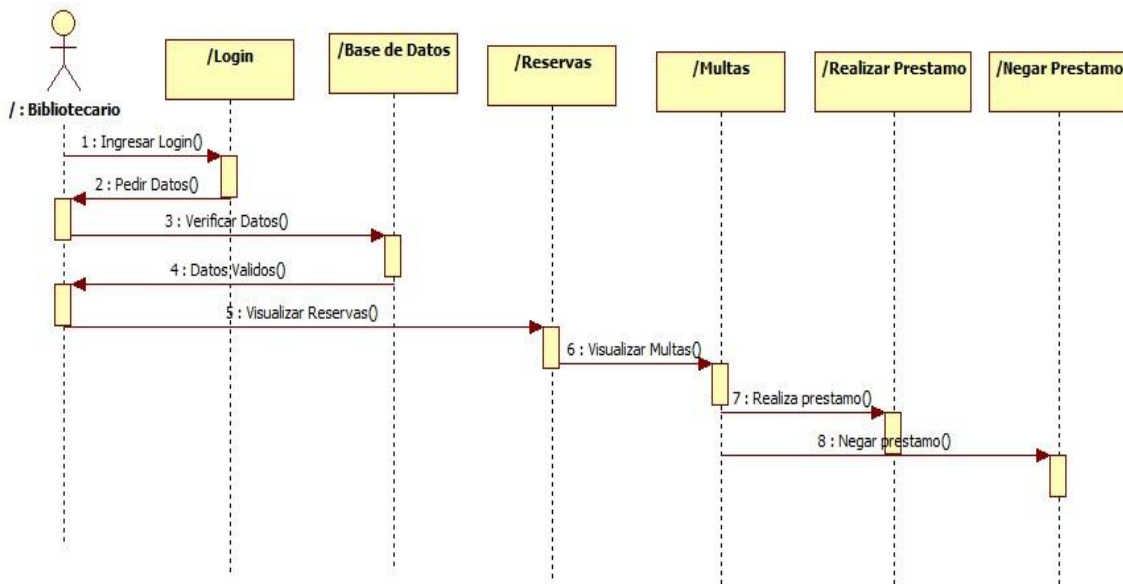 /Login
/Base de Datos
/Reservas
/Multas
/Realizar Prestamo
/Negar Prestamo
/ : Bibliotecario
1 : Ingresar Login()
2 : Pedir Datos()
3 : Verificar Datos()
4 : Datos Validos()
5 : Visualizar Reservas()
6 : Visualizar Multas()
7 : Realiza prestamo()
8 : Negar prestamo()